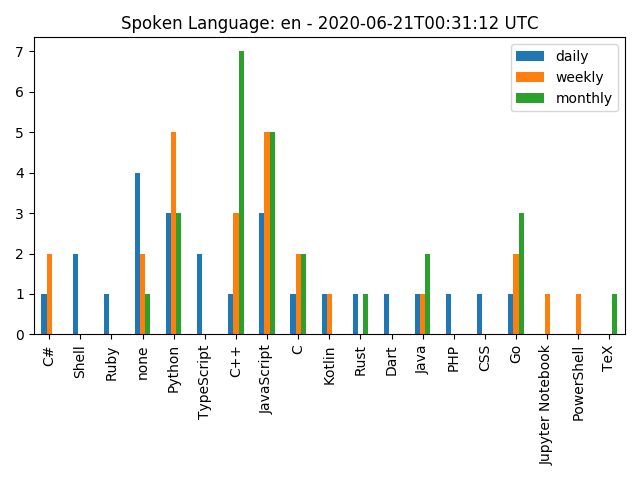 Spoken Language: en - 2020-06-21T00:31:12 UTC
daily
weekly
monthly
7
6
5
4
3
2
1
0
C#
Shell
Ruby
none
Python
TypeScript
C++
JavaScript
C
Kotlin
Rust
Dart
Java
PHP
CSS
Go
Jupyter Notebook
PowerShell
TeX